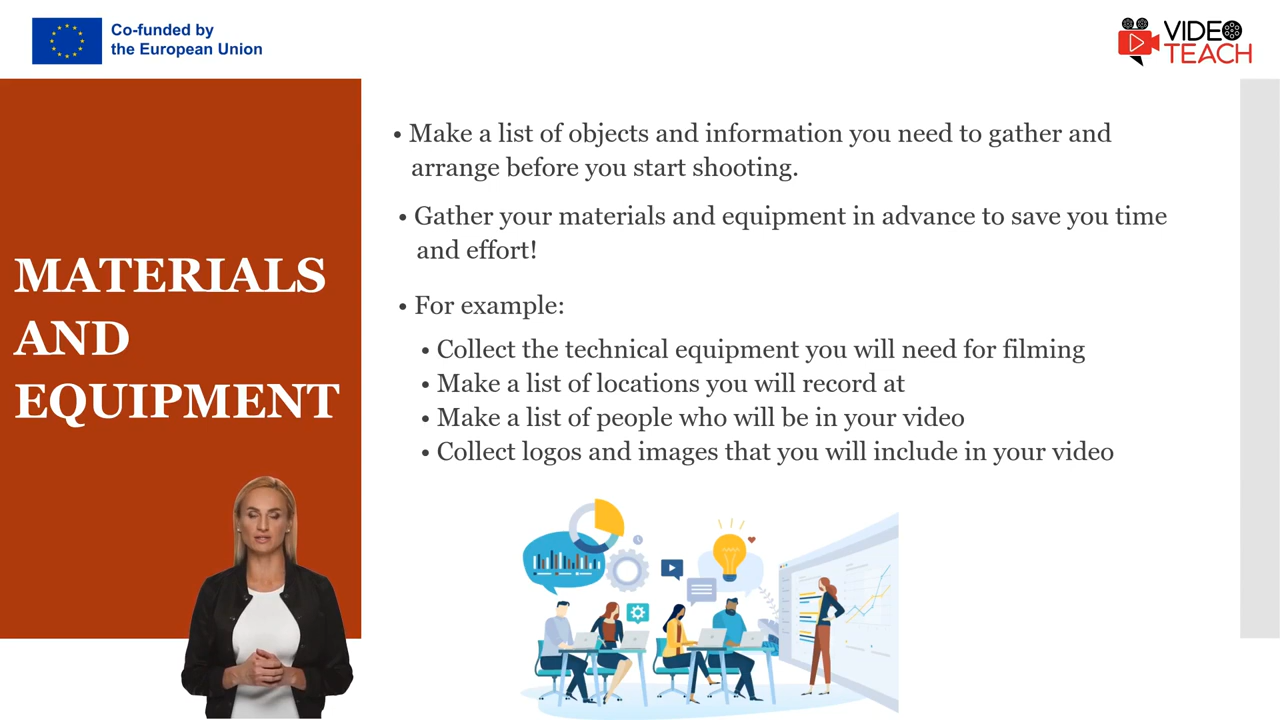 Co-funded by
the European Union
VIDEO
TEACH
MATERIALS
AND
EQUIPMENT
• Make a list of objects and information you need to gather and
arrange before you start shooting.
• Gather your materials and equipment in advance to save you time
and effort!
• For example:
• Collect the technical equipment you will need for filming
• Make a list of locations you will record at
• Make a list of people who will be in your video
• Collect logos and images that you will include in your video